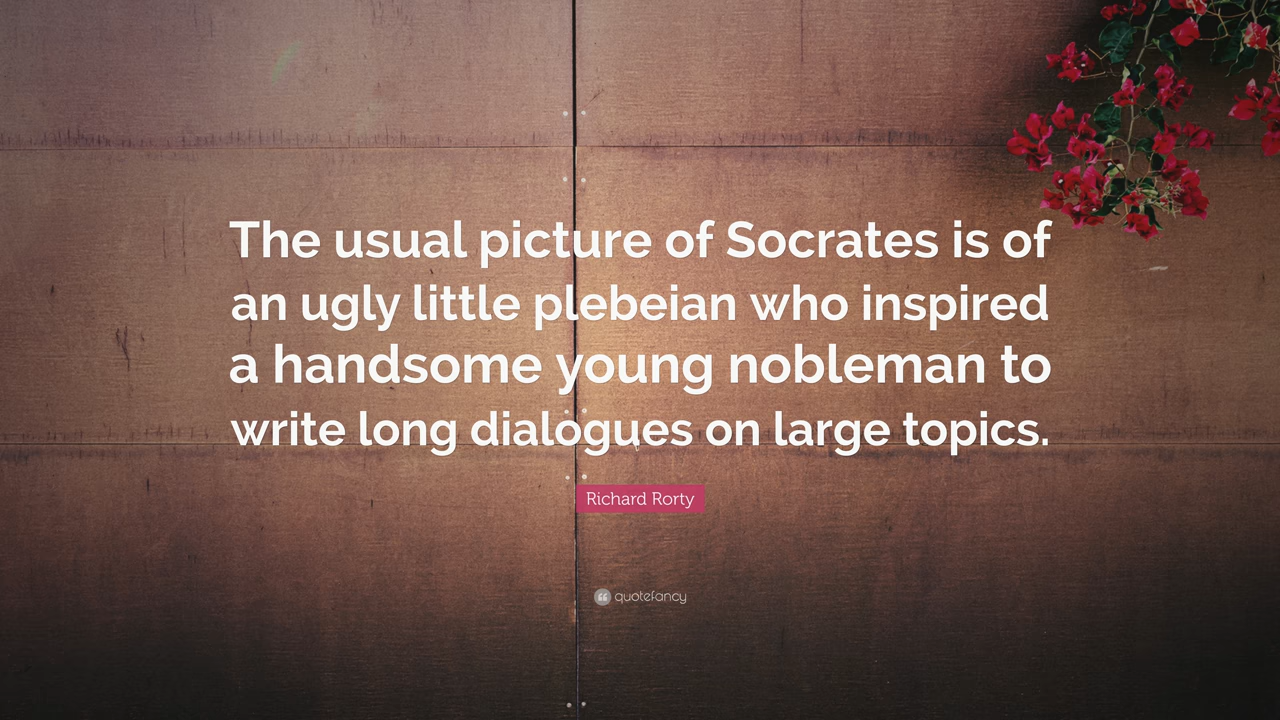 The usual picture of Socrates is of
an ugly little plebeian who inspired
a handsome young nobleman to
write long dialogues on large topics.
Richard Rorty
quotefancy